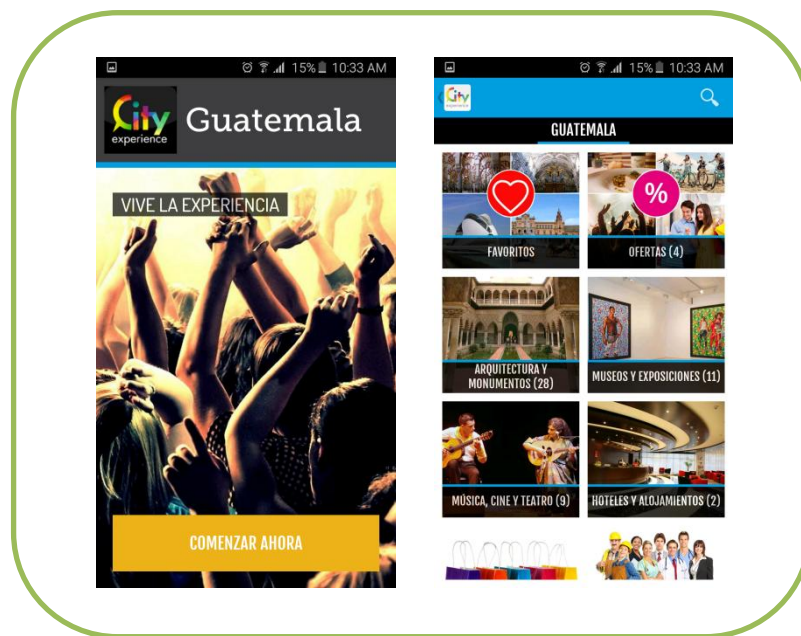 15% 10:33 AM
City
experience
Guatemala
VIVE LA EXPERIENCIA
COMENZAR AHORA
15% 10:33 AM
City
experience
GUATEMALA
FAVORITOS
%
OFERTAS (4)
ARQUITECTURA Y
MONUMENTOS (28)
MUSEOS Y EXPOSICIONES (11)
MÚSICA, CINE Y TEATRO (9)
HOTELES Y ALOJAMIENTOS (2)